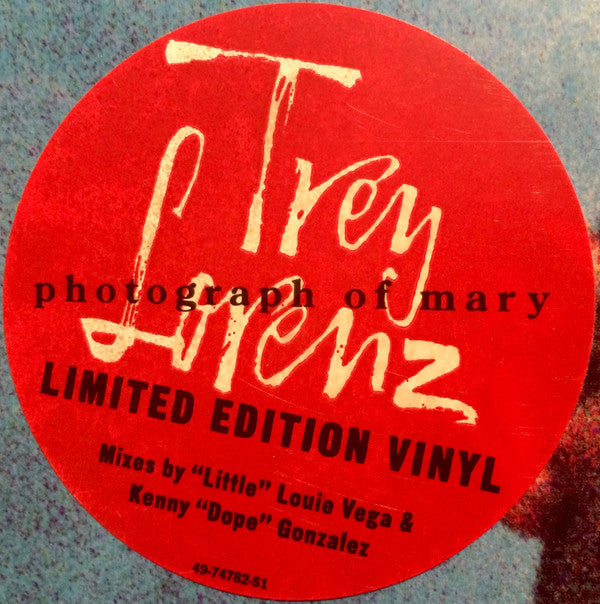 Trey
Lorenz
photograph of mary
LIMITED EDITION VINYL
Mixes by "Little" Louie Vega &
Kenny "Dope" Gonzalez
49-74782-S1